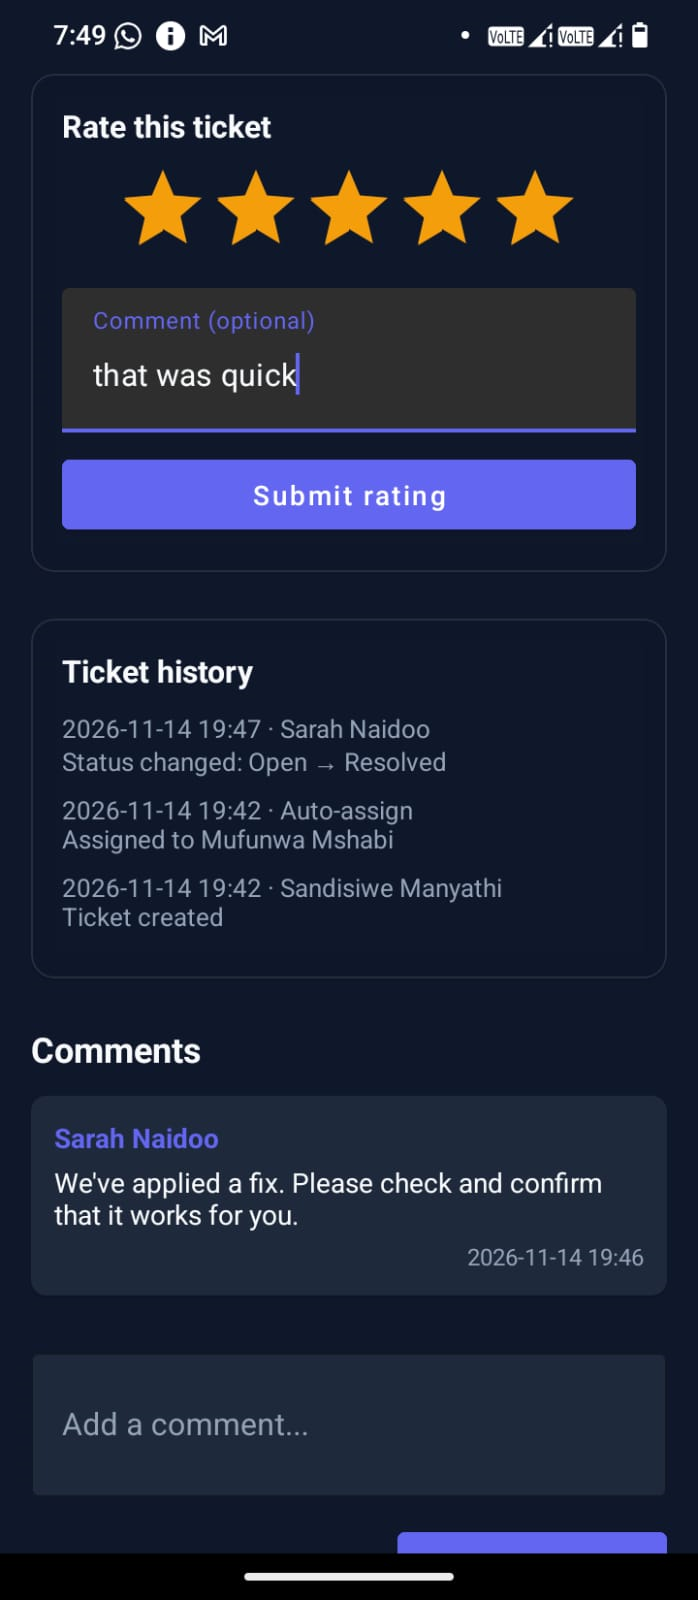 7:49
VoLTE VoLTE
Rate this ticket
Comment (optional)
that was quick
Submit rating
Ticket history
2026-11-14 19:47 · Sarah Naidoo
Status changed: Open → Resolved
2026-11-14 19:42 · Auto-assign
Assigned to Mufunwa Mshabi
2026-11-14 19:42 · Sandisiwe Manyathi
Ticket created
Comments
Sarah Naidoo
We've applied a fix. Please check and confirm
that it works for you.
2026-11-14 19:46
Add a comment...